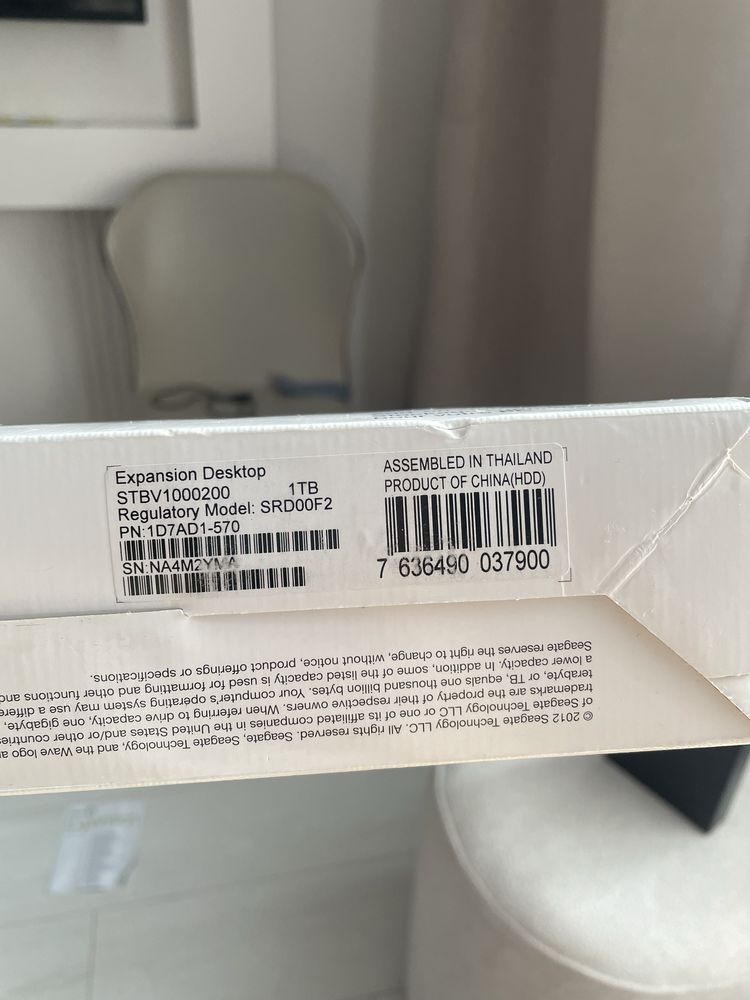 Expansion Desktop
STBV1000200 1TB
Regulatory Model: SRD00F2
PN:1D7AD1-570
SN:NA4M2YMA
ASSEMBLED IN THAILAND
PRODUCT OF CHINA(HDD)
7 636490 037900
© 2012 Seagate Technology LLC. All rights reserved. Seagate, Seagate Technology, and the Wave logo
of Seagate Technology LLC or one of its affiliated companies in the United States and/or other countries
trademarks are the property of their respective owners. When referring to drive capacity, one gigabyte,
terabyte, or TB, equals one thousand billion bytes. Your computer's operating system may use a
a lower capacity. In addition, some of the listed capacity is used for formatting and other functions and
Seagate reserves the right to change, without notice, product offerings or specifications.